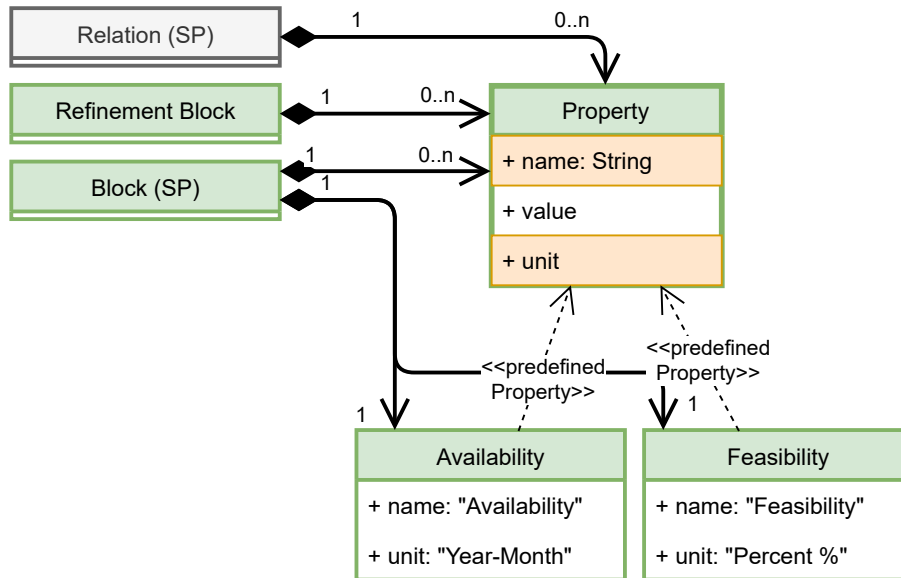 Relation (SP)
1
0..n
Refinement Block
1
0..n
Property
Block (SP)
1
0..n
1
+ name: String
+ value
+ unit
<<predefined
Property>>
<<predefined
Property>>
1
1
Availability
+ name: "Availability"
+ unit: "Year-Month"
Feasibility
+ name: "Feasibility"
+ unit: "Percent %"